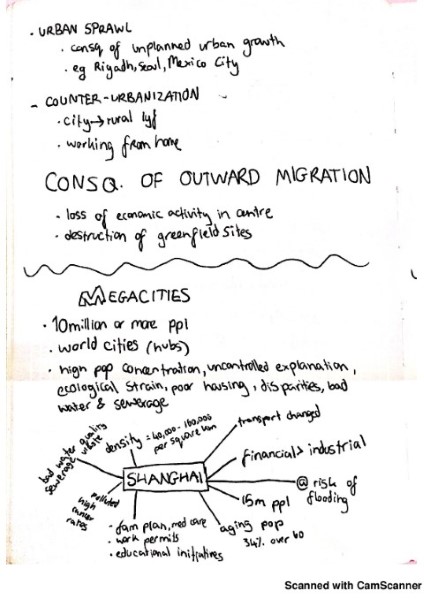 · URBAN SPRAWL
· consq of unplanned urban growth
· eg Riyadh, Seoul, Mexico City
- COUNTER-URBANIZATION
· city→rural lyf
· working from home
CONSQ. OF OUTWARD MIGRATION
· loss of economic activity in centre
· destruction of greenfield sites
MEGACITIES
· 10million or more ppl
· world cities (hubs)
· high pop concentration, uncontrolled explanation,
ecological strain, poor housing, disparities, bad
water & sewerage
SHANGHAI
bad water quality
sewerage waste
density = 40,000-160,000
per square
transport changed
financial> industrial
@ risk of
flooding
15m ppl
aging pop
34% over 60
· fam plan, med care
· work permits
· educational initiatives
polluted
high
cancer
rates
Scanned with CamScanner